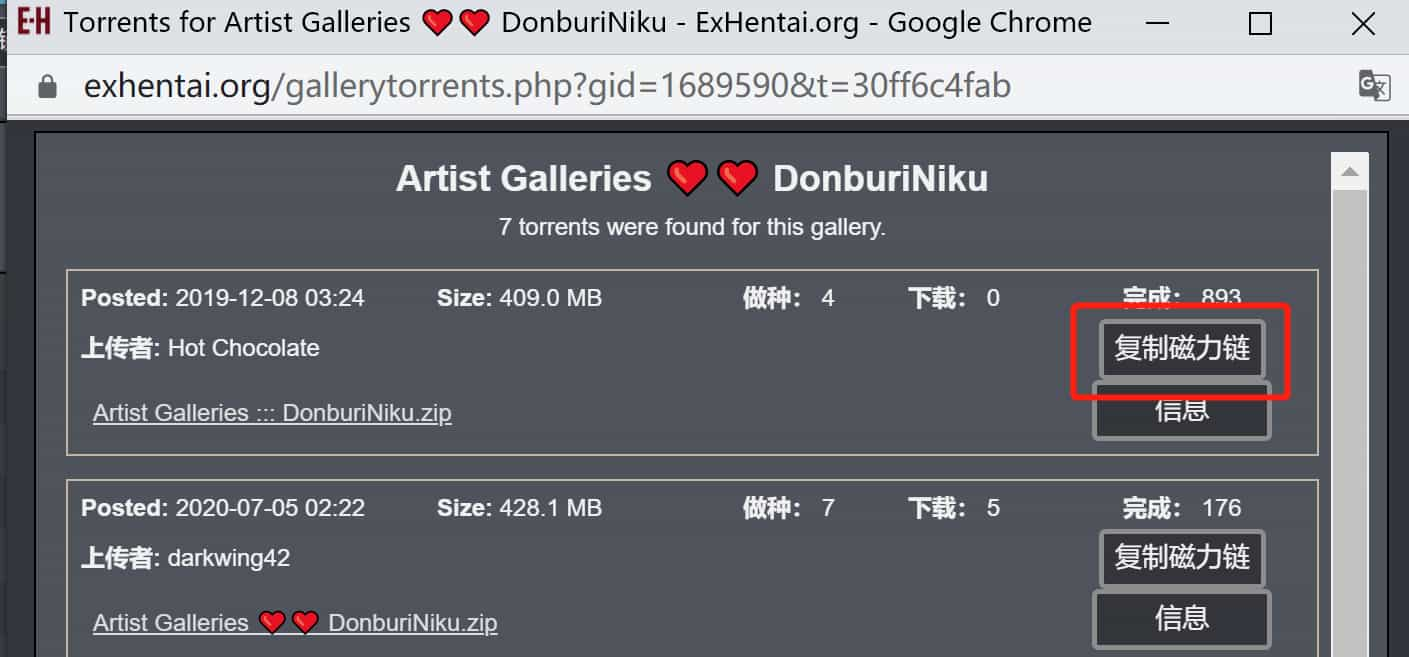 E-H Torrents for Artist Galleries ❤❤ DonburiNiku - ExHentai.org - Google Chrome
exhentai.org/gallerytorrents.php?gid=1689590&t=30ff6c4fab
Artist Galleries ❤❤ DonburiNiku
7 torrents were found for this gallery.
Posted: 2019-12-08 03:24 Size: 409.0 MB 做种: 4 下载: 0 完成: 893
上传者: Hot Chocolate 复制磁力链
Artist Galleries ::: DonburiNiku.zip 信息
Posted: 2020-07-05 02:22 Size: 428.1 MB 做种: 7 下载: 5 完成: 176
上传者: darkwing42 复制磁力链
Artist Galleries ❤❤ DonburiNiku.zip 信息